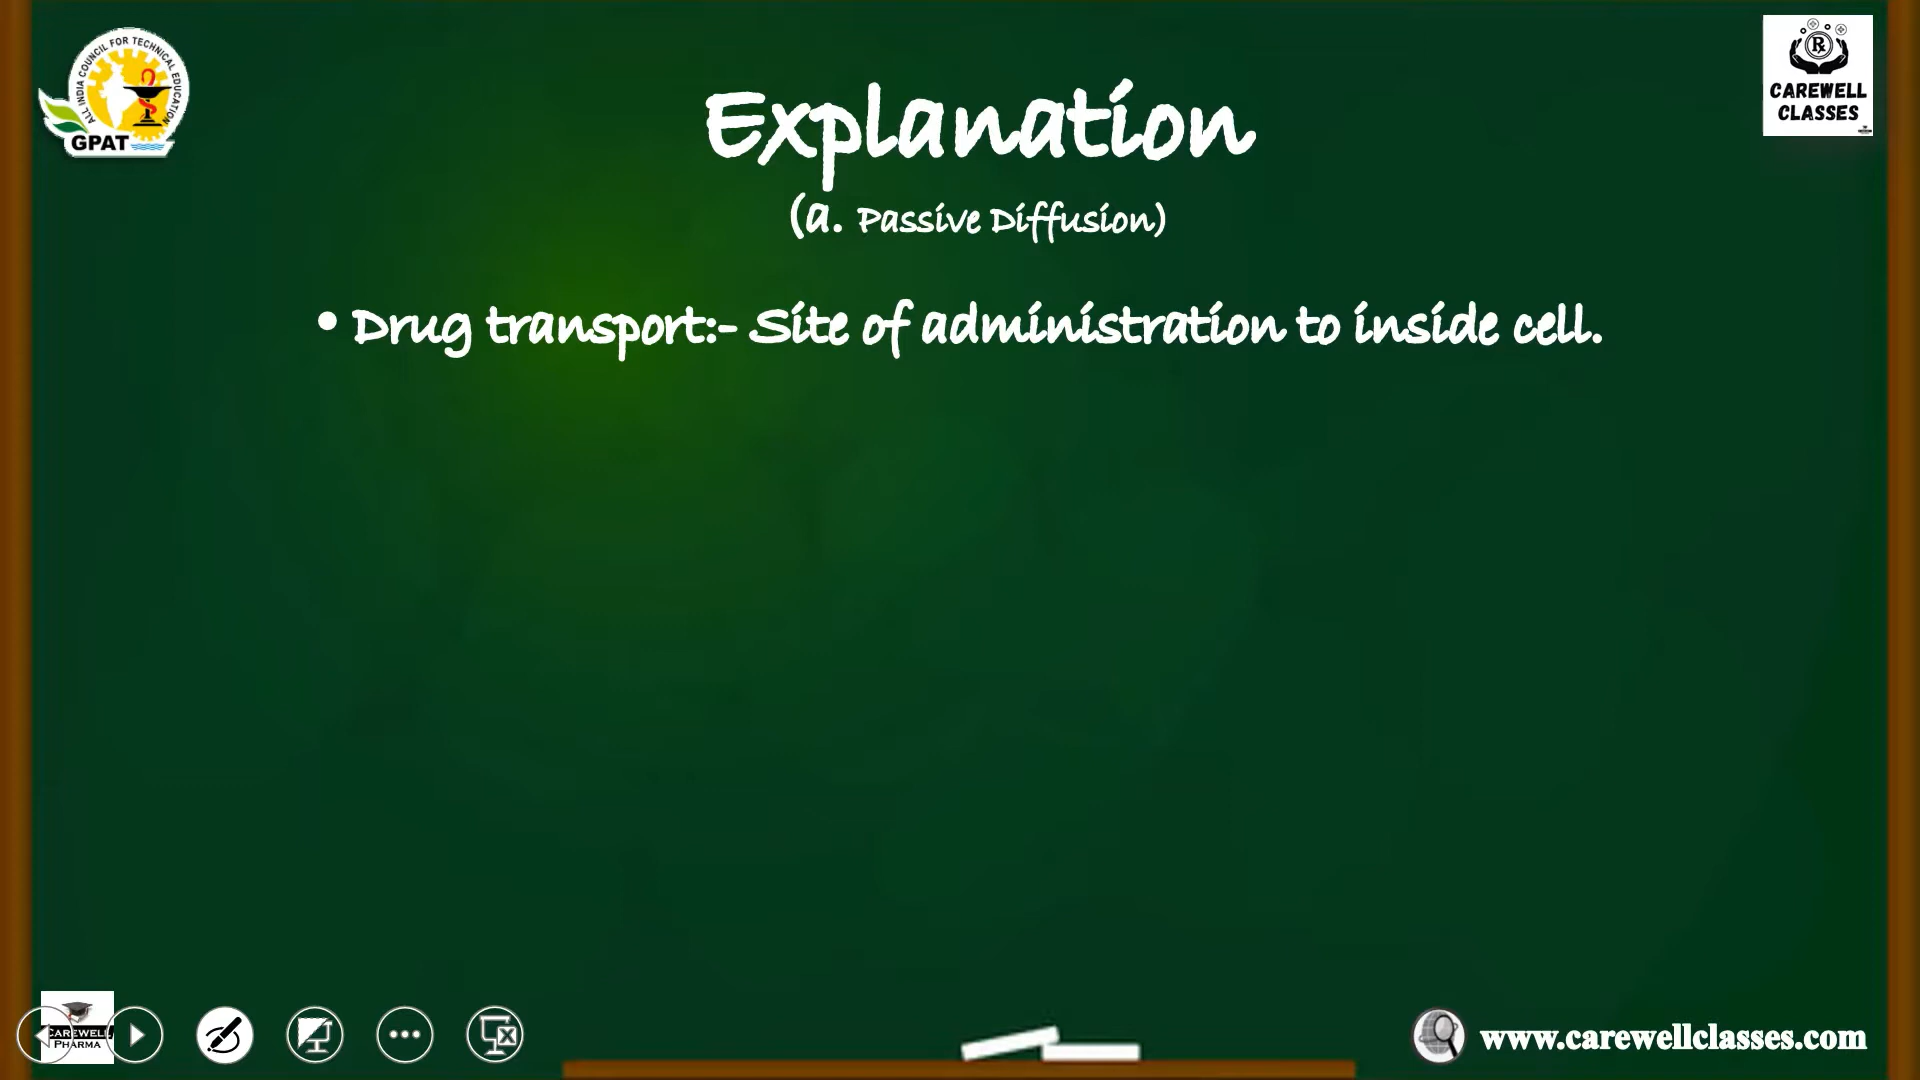 ALL INDIA COUNCIL FOR TECHNICAL EDUCATION
GPAT
Rx
CAREWELL
CLASSES
Explanation
(a. Passive Diffusion)
• Drug transport:- Site of administration to inside cell.
CAREWELL
PHARMA
www.carewellclasses.com